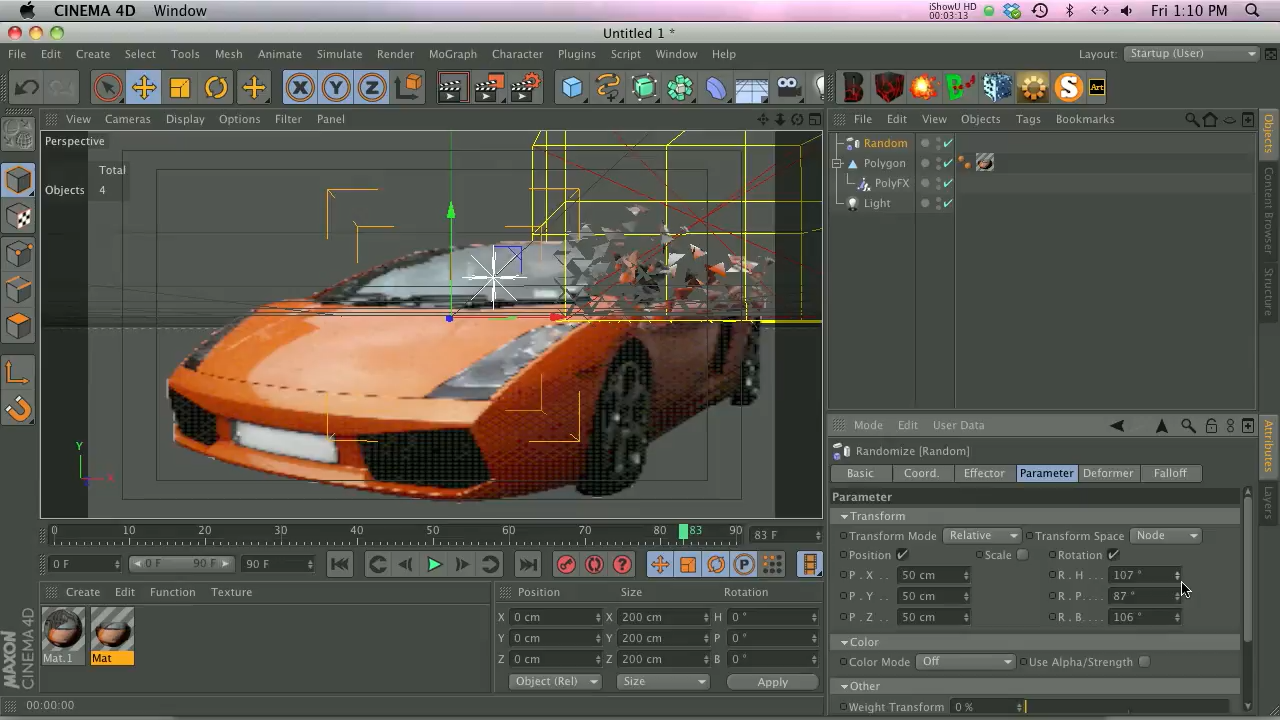 CINEMA 4D Window
iShowU HD
00:03:13
Fri 1:10 PM
Untitled 1 *
File Edit Create Select Tools Mesh Animate Simulate Render MoGraph Character Plugins Script Window Help
Layout: Startup (User)
X Y Z
Art
View Cameras Display Options Filter Panel
File Edit View Objects Tags Bookmarks
Perspective
Total
Objects 4
Random
Polygon
PolyFX
Light
Objects
Content Browser
Structure
Y
X
Mode Edit User Data
Randomize [Random]
Basic Coord. Effector Parameter Deformer Falloff
Attributes
Layers
Parameter
Transform
Transform Mode Relative Transform Space Node
Position Scale Rotation
P . X . . 50 cm R . H . . . 107 °
P . Y . . 50 cm R . P. . . . 87 °
P . Z . . 50 cm R . B. . . . 106 °
Color
Color Mode Off Use Alpha/Strength
Other
Weight Transform 0 %
0 10 20 30 40 50 60 70 80 83 90 83 F
0 F 0 F 90 F 90 F
Create Edit Function Texture
Mat.1 Mat
Position Size Rotation
X 0 cm X 200 cm H 0 °
Y 0 cm Y 200 cm P 0 °
Z 0 cm Z 200 cm B 0 °
Object (Rel) Size Apply
MAXON
CINEMA 4D
00:00:00